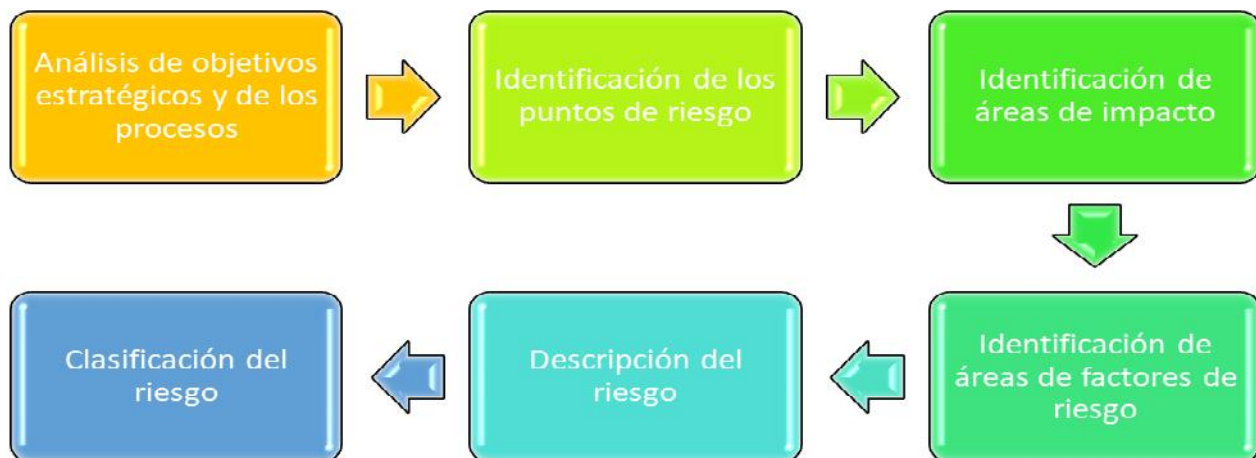 Análisis de objetivos
estratégicos y de los
procesos
Identificación de los
puntos de riesgo
Identificación de
áreas de impacto
Identificación de
áreas de factores de
riesgo
Descripción del
riesgo
Clasificación del
riesgo